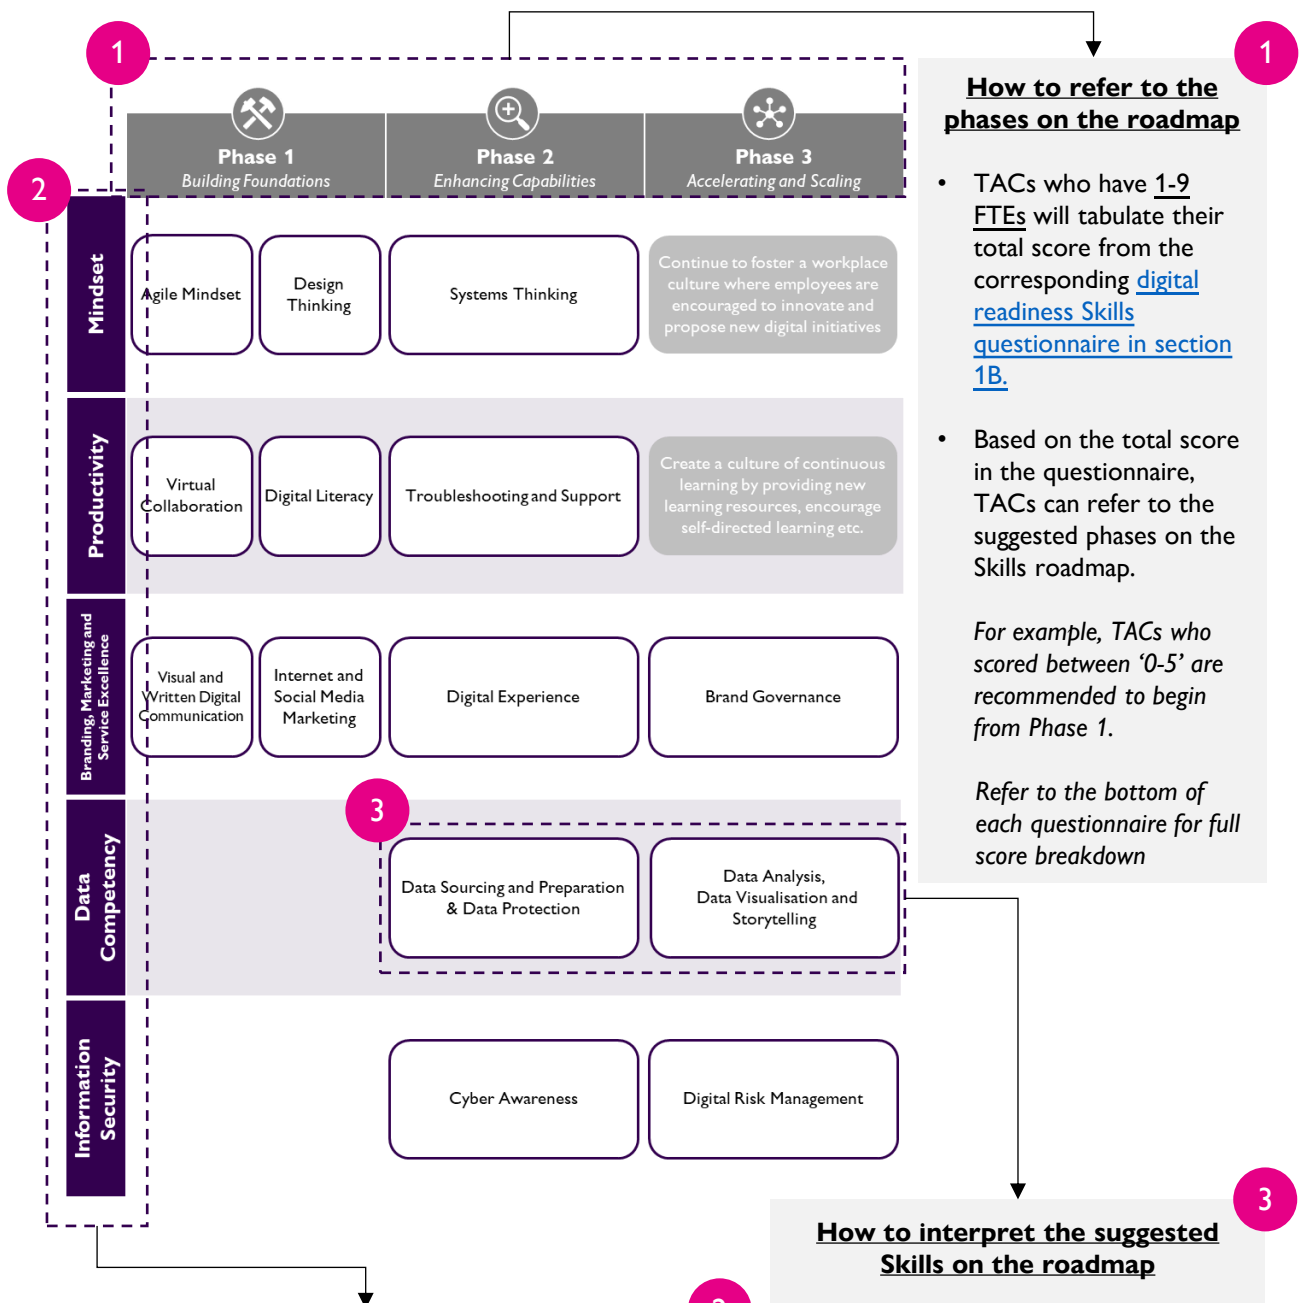 1
1
How to refer to the
phases on the roadmap
• TACs who have 1-9
FTEs will tabulate their
total score from the
corresponding digital
readiness Skills
questionnaire in section
1B.
• Based on the total score
in the questionnaire,
TACs can refer to the
suggested phases on the
Skills roadmap.
For example, TACs who
scored between ‘0-5’ are
recommended to begin
from Phase 1.
Refer to the bottom of
each questionnaire for full
score breakdown
Phase 1
Building Foundations
Phase 2
Enhancing Capabilities
Phase 3
Accelerating and Scaling
2
Mindset
Agile Mindset
Design
Thinking
Systems Thinking
Continue to foster a workplace
culture where employees are
encouraged to innovate and
propose new digital initiatives
Productivity
Virtual
Collaboration
Digital Literacy
Troubleshooting and Support
Create a culture of continuous
learning by providing new
learning resources, encourage
self-directed learning etc.
Branding, Marketing and
Service Excellence
Visual and
Written Digital
Communication
Internet and
Social Media
Marketing
Digital Experience
Brand Governance
3
Data
Competency
Data Sourcing and Preparation
& Data Protection
Data Analysis,
Data Visualisation and
Storytelling
Information
Security
Cyber Awareness
Digital Risk Management
3
How to interpret the suggested
Skills on the roadmap